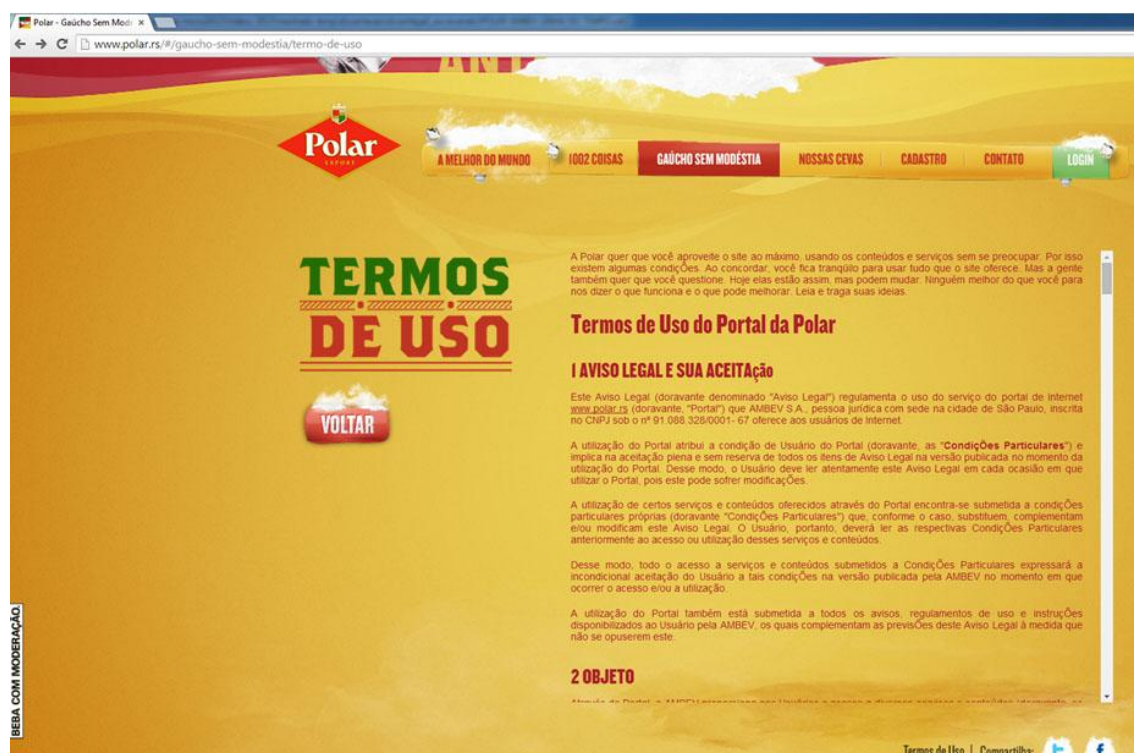 Polar - Gaúcho Sem Mod
www.polar.rs/#/gaucho-sem-modestia/termo-de-uso
Polar
EXPORT
A MELHOR DO MUNDO
1002 COISAS
GAÚCHO SEM MODÉSTIA
NOSSAS CEVAS
CADASTRO
CONTATO
LOGIN
TERMOS
DE USO
VOLTAR
A Polar quer que você aproveite o site ao máximo, usando os conteúdos e serviços sem se preocupar. Por isso
existem algumas condiçÕes. Ao concordar, você fica tranqüilo para usar tudo que o site oferece. Mas a gente
também quer que você questione. Hoje elas estão assim, mas podem mudar. Ninguém melhor do que você para
nos dizer o que funciona e o que pode melhorar. Leia e traga suas ideias.
Termos de Uso do Portal da Polar
1 AVISO LEGAL E SUA ACEITAção
Este Aviso Legal (doravante denominado "Aviso Legal") regulamenta o uso do serviço do portal de internet
www.polar.rs (doravante, "Portal") que AMBEV S.A., pessoa jurídica com sede na cidade de São Paulo, inscrita
no CNPJ sob o nº 91.088.328/0001- 67 oferece aos usuários de Internet.
A utilização do Portal atribui a condição de Usuário do Portal (doravante, as "CondiçÕes Particulares") e
implica na aceitação plena e sem reserva de todos os itens de Aviso Legal na versão publicada no momento da
utilização do Portal. Desse modo, o Usuário deve ler atentamente este Aviso Legal em cada ocasião em que
utilizar o Portal, pois este pode sofrer modificaçÕes.
A utilização de certos serviços e conteúdos oferecidos através do Portal encontra-se submetida a condiçÕes
particulares próprias (doravante "CondiçÕes Particulares") que, conforme o caso, substituem, complementam
e/ou modificam este Aviso Legal. O Usuário, portanto, deverá ler as respectivas CondiçÕes Particulares
anteriormente ao acesso ou utilização desses serviços e conteúdos.
Desse modo, todo o acesso a serviços e conteúdos submetidos a CondiçÕes Particulares expressará a
incondicional aceitação do Usuário a tais condiçÕes na versão publicada pela AMBEV no momento em que
ocorrer o acesso e/ou a utilização.
A utilização do Portal também está submetida a todos os avisos, regulamentos de uso e instruçÕes
disponibilizados ao Usuário pela AMBEV, os quais complementam as previsÕes deste Aviso Legal à medida que
não se opuserem este.
2 OBJETO
BEBA COM MODERAÇÃO.
Termos de Uso | Compartilhe: